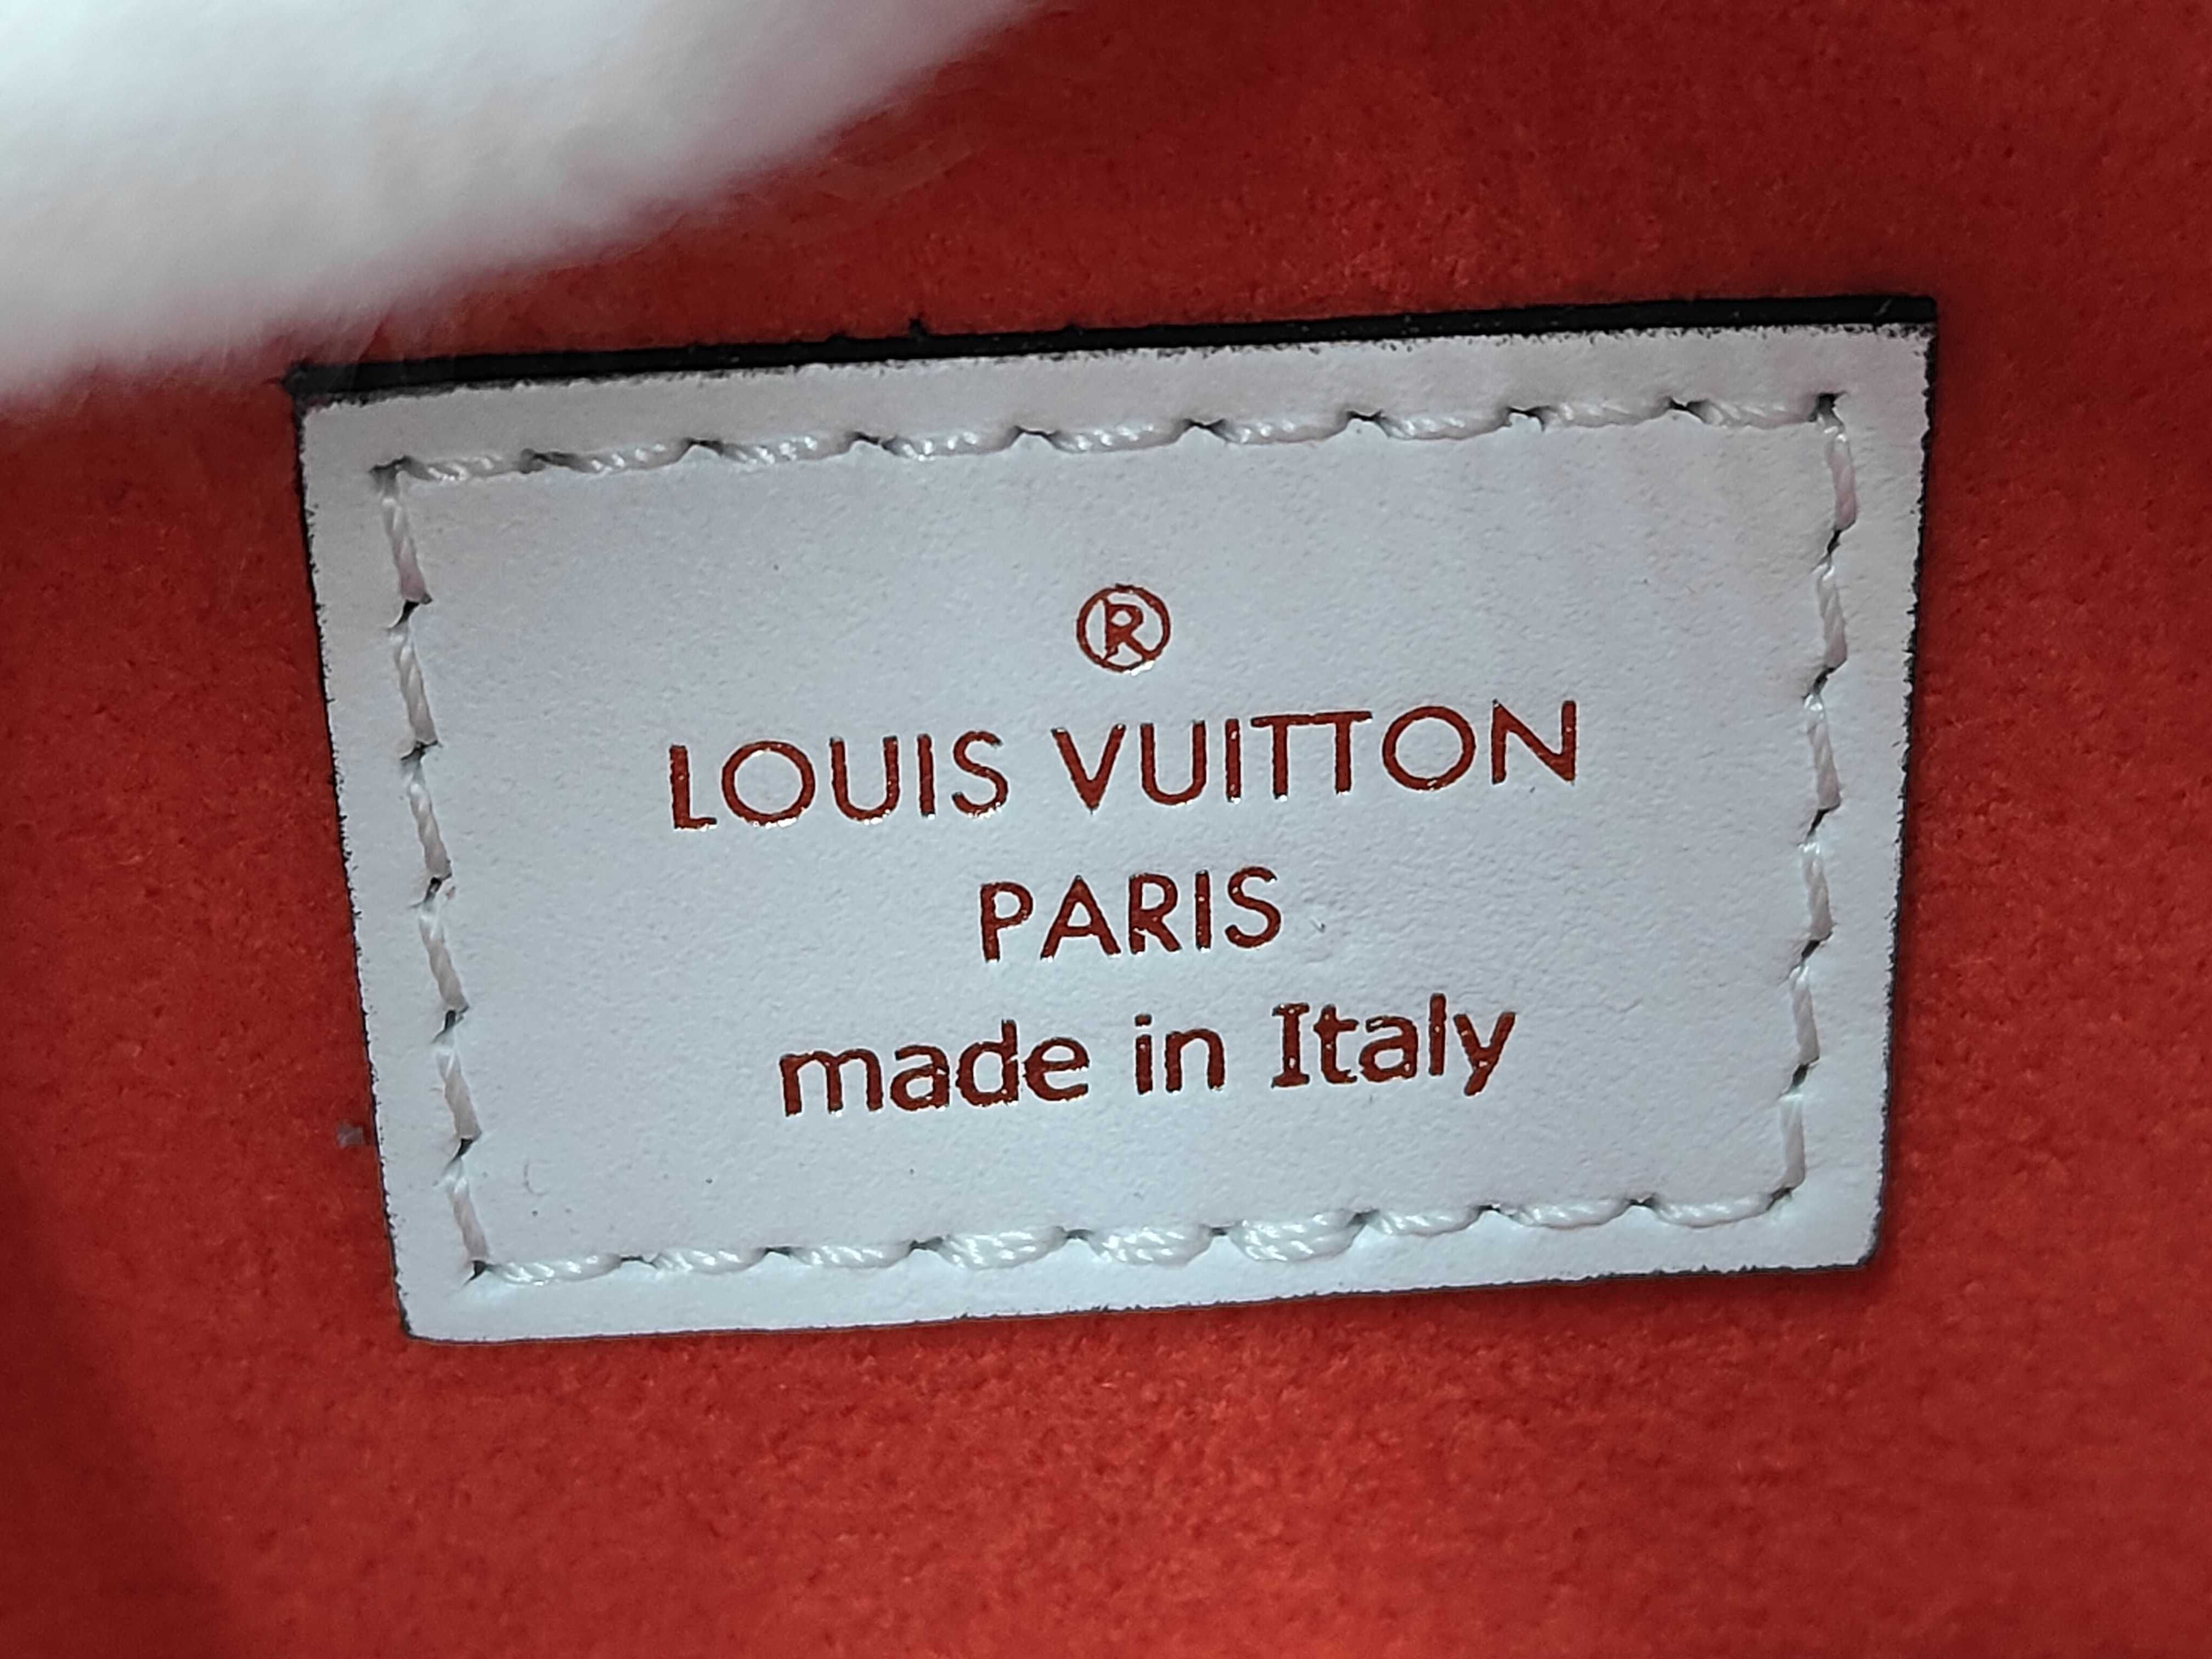 ®
LOUIS VUITTON
PARIS
made in Italy